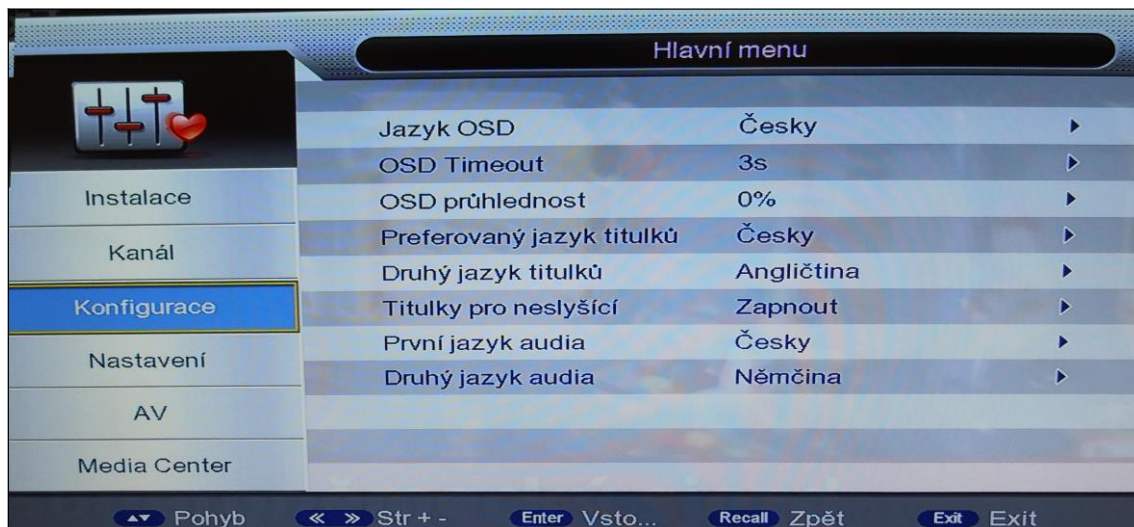 Hlavní menu
Instalace
Kanál
Konfigurace
Nastavení
AV
Media Center
Jazyk OSD Česky
OSD Timeout 3s
OSD průhlednost 0%
Preferovaný jazyk titulků Česky
Druhý jazyk titulků Angličtina
Titulky pro neslyšící Zapnout
První jazyk audia Česky
Druhý jazyk audia Němčina
Pohyb Str + - Enter Vsto... Recall Zpět Exit Exit